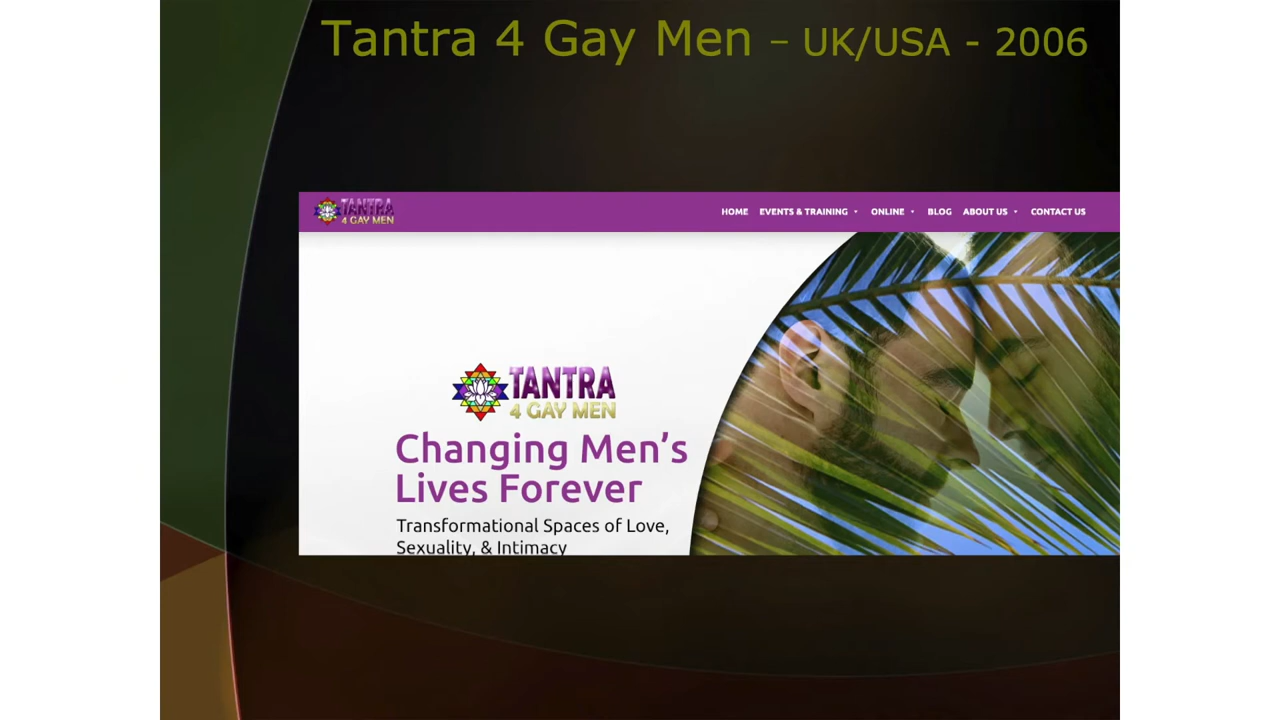 Tantra 4 Gay Men – UK/USA - 2006
TANTRA
4 GAY MEN
HOME EVENTS & TRAINING ONLINE BLOG ABOUT US CONTACT US
TANTRA
4 GAY MEN
Changing Men’s
Lives Forever
Transformational Spaces of Love,
Sexuality, & Intimacy